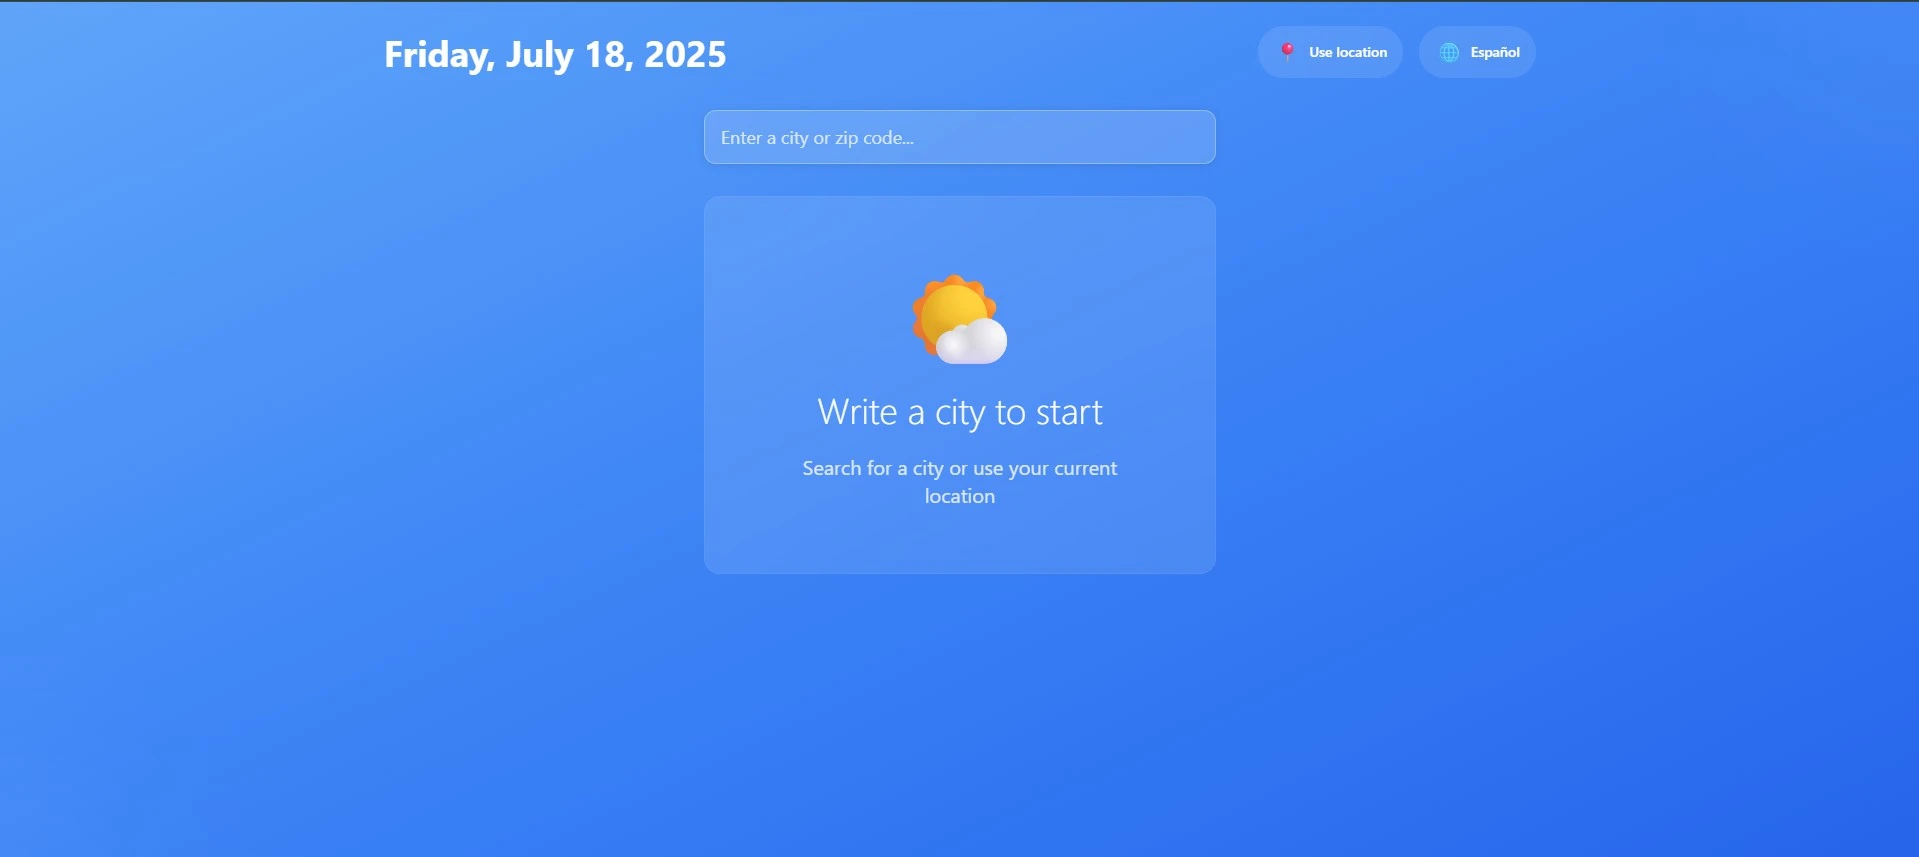 Friday, July 18, 2025
Use location
Español
Enter a city or zip code...
Write a city to start
Search for a city or use your current
location